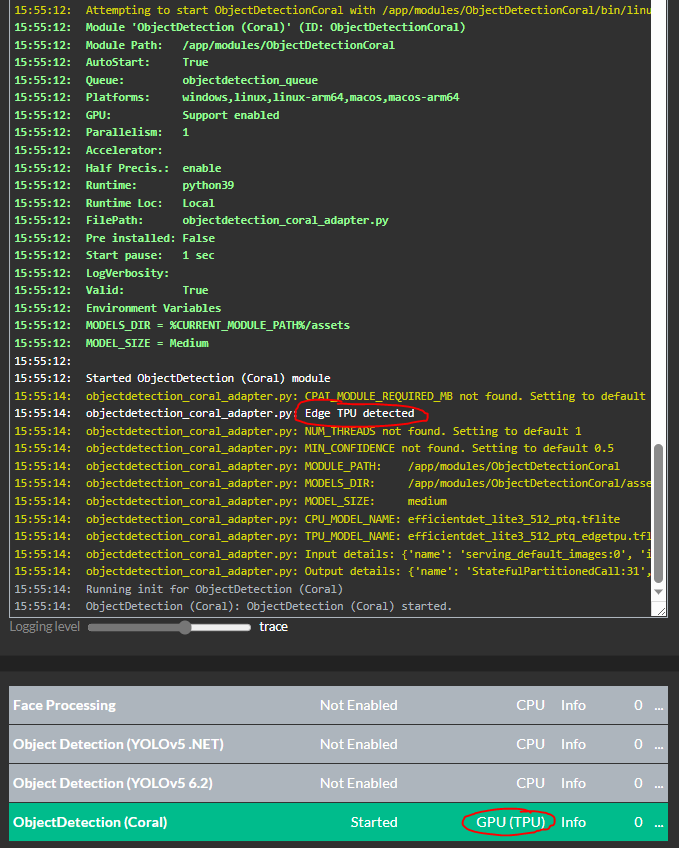 15:55:12: Attempting to start ObjectDetectionCoral with /app/modules/ObjectDetectionCoral/bin/linu
15:55:12: Module 'ObjectDetection (Coral)' (ID: ObjectDetectionCoral)
15:55:12: Module Path: /app/modules/ObjectDetectionCoral
15:55:12: AutoStart: True
15:55:12: Queue: objectdetection_queue
15:55:12: Platforms: windows,linux,linux-arm64,macos,macos-arm64
15:55:12: GPU: Support enabled
15:55:12: Parallelism: 1
15:55:12: Accelerator:
15:55:12: Half Precis.: enable
15:55:12: Runtime: python39
15:55:12: Runtime Loc: Local
15:55:12: FilePath: objectdetection_coral_adapter.py
15:55:12: Pre installed: False
15:55:12: Start pause: 1 sec
15:55:12: LogVerbosity:
15:55:12: Valid: True
15:55:12: Environment Variables
15:55:12: MODELS_DIR = %CURRENT_MODULE_PATH%/assets
15:55:12: MODEL_SIZE = Medium
15:55:12:
15:55:12: Started ObjectDetection (Coral) module
15:55:14: objectdetection_coral_adapter.py: CPAI_MODULE_REQUIRED_MB not found. Setting to default
15:55:14: objectdetection_coral_adapter.py: Edge TPU detected
15:55:14: objectdetection_coral_adapter.py: NUM_THREADS not found. Setting to default 1
15:55:14: objectdetection_coral_adapter.py: MIN_CONFIDENCE not found. Setting to default 0.5
15:55:14: objectdetection_coral_adapter.py: MODULE_PATH: /app/modules/ObjectDetectionCoral
15:55:14: objectdetection_coral_adapter.py: MODELS_DIR: /app/modules/ObjectDetectionCoral/asse
15:55:14: objectdetection_coral_adapter.py: MODEL_SIZE: medium
15:55:14: objectdetection_coral_adapter.py: CPU_MODEL_NAME: efficientdet_lite3_512_ptq.tflite
15:55:14: objectdetection_coral_adapter.py: TPU_MODEL_NAME: efficientdet_lite3_512_ptq_edgetpu.tfl
15:55:14: objectdetection_coral_adapter.py: Input details: {'name': 'serving_default_images:0', 'i
15:55:14: objectdetection_coral_adapter.py: Output details: {'name': 'StatefulPartitionedCall:31',
15:55:14: Running init for ObjectDetection (Coral)
15:55:14: ObjectDetection (Coral): ObjectDetection (Coral) started.
Logging level trace
Face Processing Not Enabled CPU Info 0 ...
Object Detection (YOLOv5 .NET) Not Enabled CPU Info 0 ...
Object Detection (YOLOv5 6.2) Not Enabled CPU Info 0 ...
ObjectDetection (Coral) Started GPU (TPU) Info 0 ...